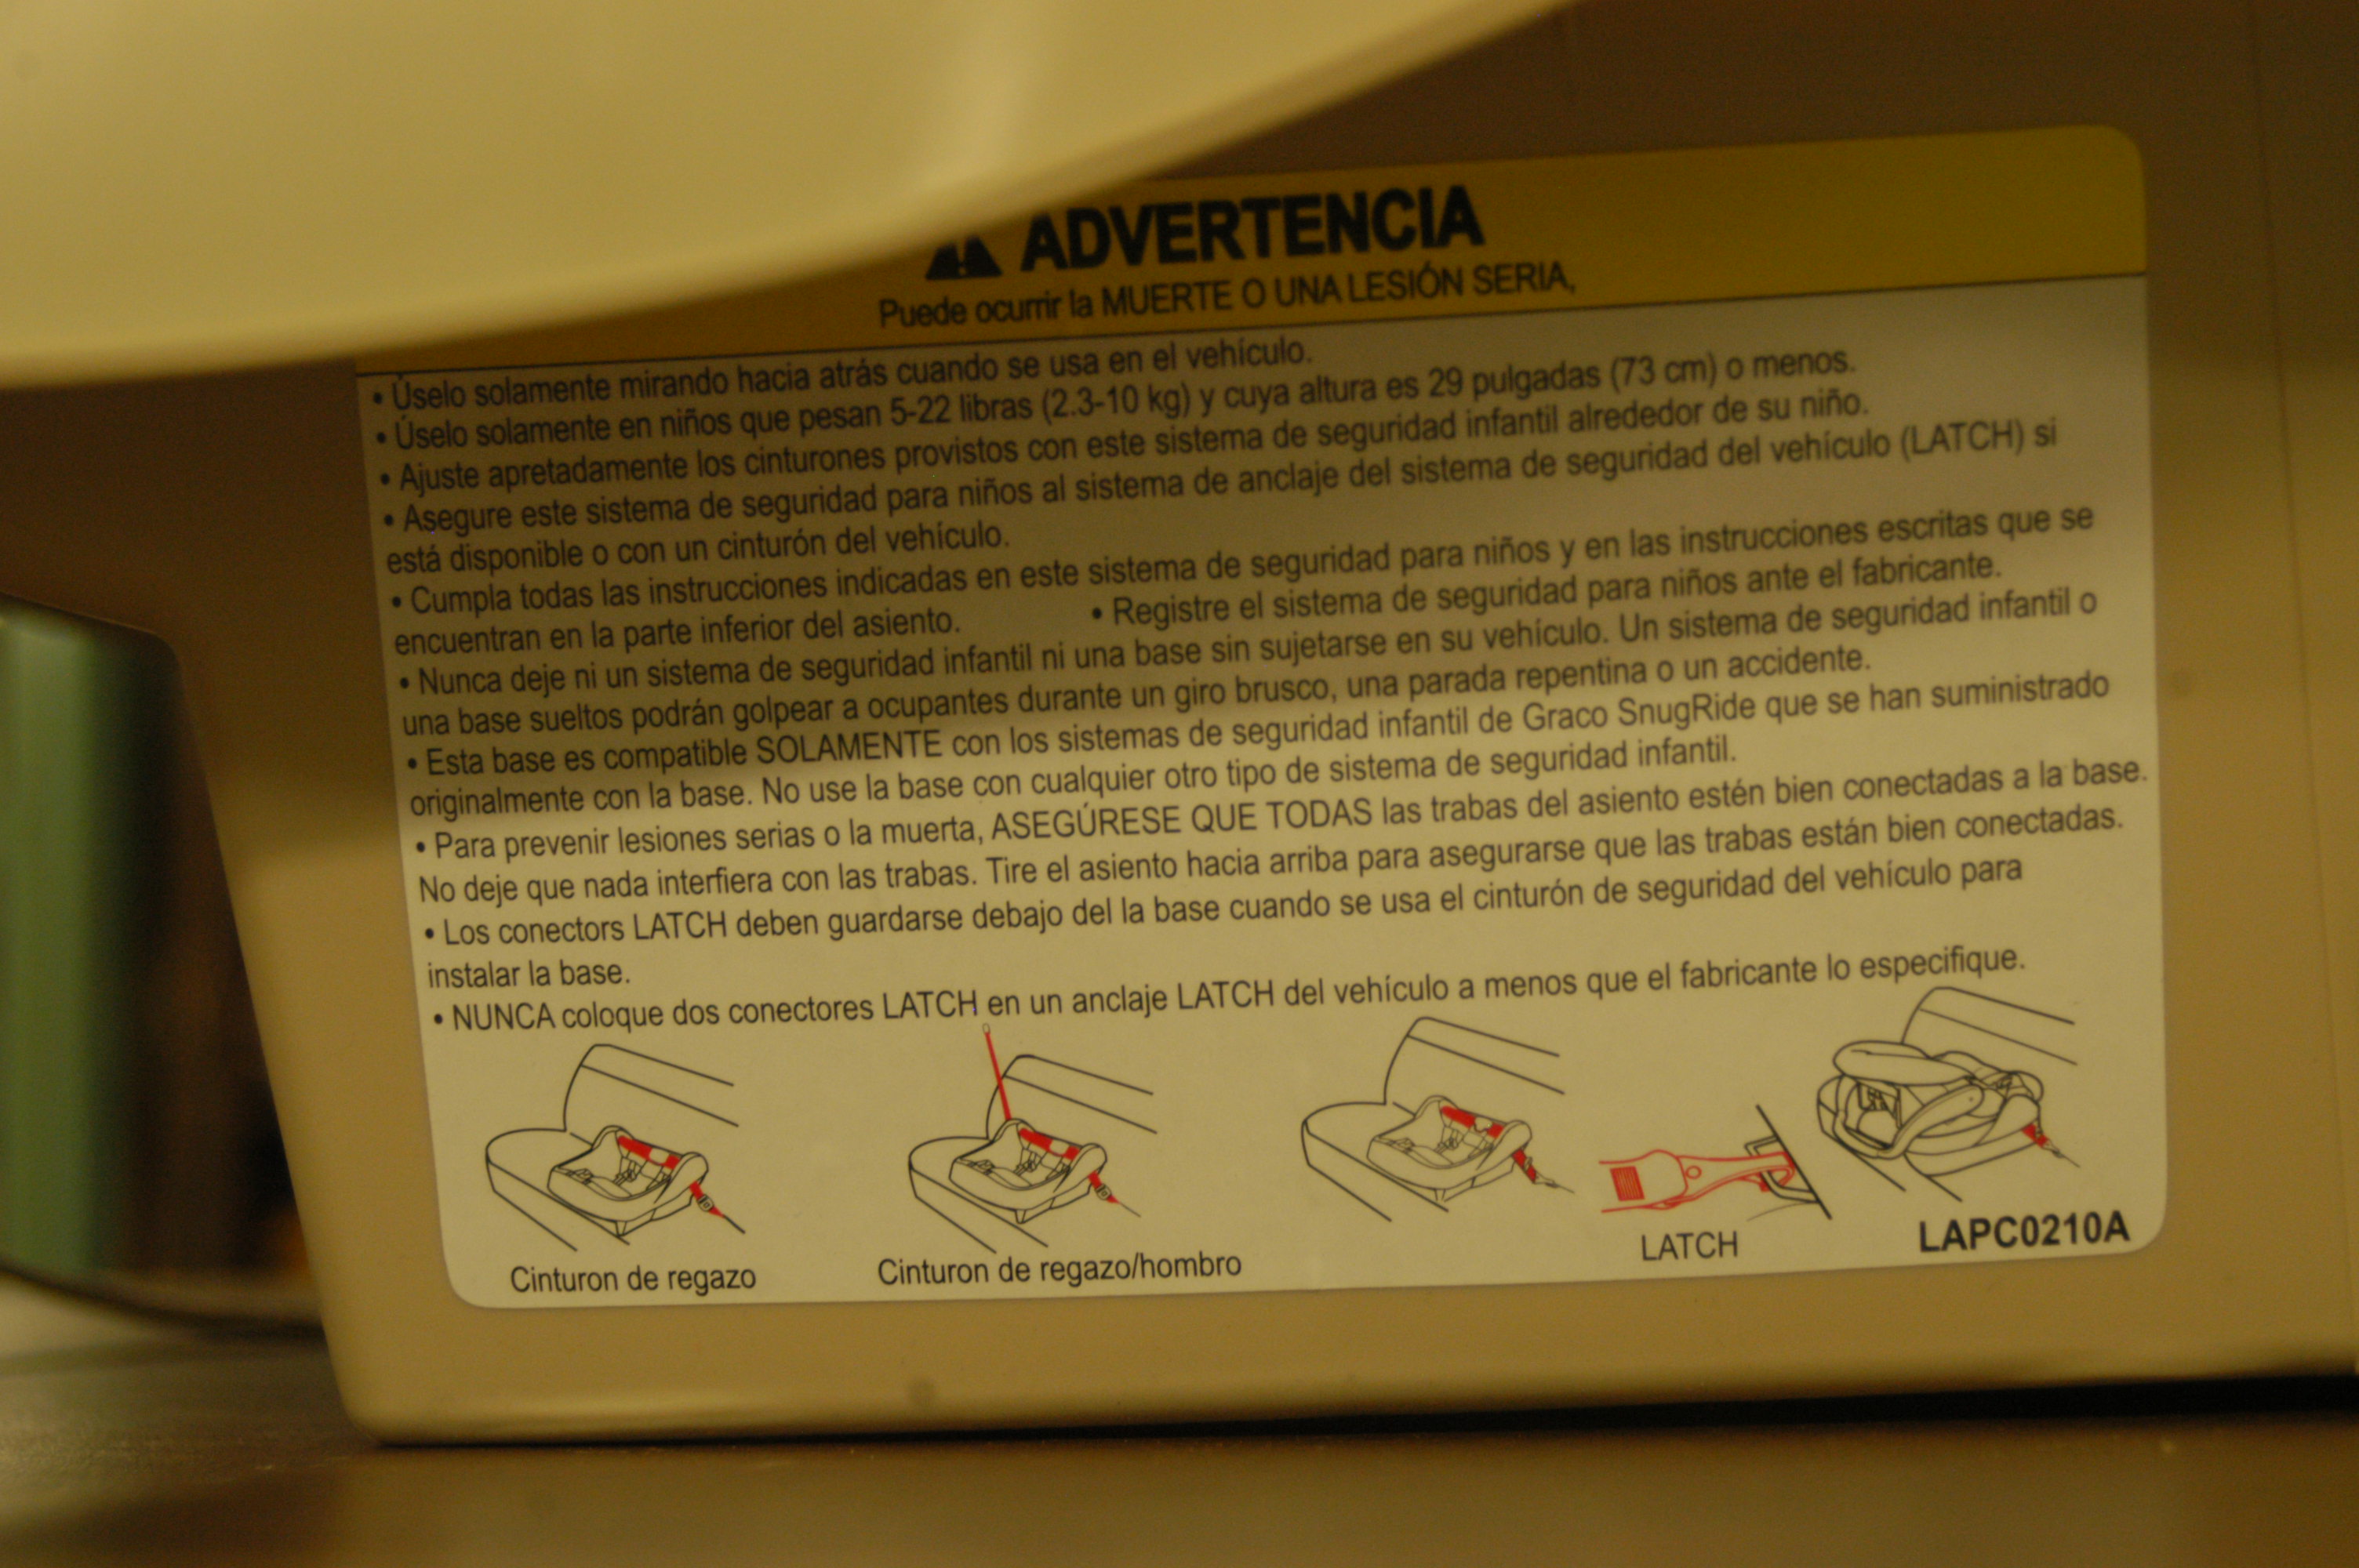 ADVERTENCIA
Puede ocurrir la MUERTE O UNA LESIÓN SERIA,
• Úselo solamente mirando hacia atrás cuando se usa en el vehículo.
• Úselo solamente en niños que pesan 5-22 libras (2.3-10 kg) y cuya altura es 29 pulgadas (73 cm) o menos.
• Ajuste apretadamente los cinturones provistos con este sistema de seguridad infantil alrededor de su niño.
• Asegure este sistema de seguridad para niños al sistema de anclaje del sistema de seguridad del vehículo (LATCH) si
está disponible o con un cinturón del vehículo.
• Cumpla todas las instrucciones indicadas en este sistema de seguridad para niños y en las instrucciones escritas que se
encuentran en la parte inferior del asiento. • Registre el sistema de seguridad para niños ante el fabricante.
• Nunca deje ni un sistema de seguridad infantil ni una base sin sujetarse en su vehículo. Un sistema de seguridad infantil o
una base sueltos podrán golpear a ocupantes durante un giro brusco, una parada repentina o un accidente.
• Esta base es compatible SOLAMENTE con los sistemas de seguridad infantil de Graco SnugRide que se han suministrado
originalmente con la base. No use la base con cualquier otro tipo de sistema de seguridad infantil.
• Para prevenir lesiones serias o la muerta, ASEGÚRESE QUE TODAS las trabas del asiento estén bien conectadas a la base.
No deje que nada interfiera con las trabas. Tire el asiento hacia arriba para asegurarse que las trabas están bien conectadas.
• Los conectors LATCH deben guardarse debajo del la base cuando se usa el cinturón de seguridad del vehículo para
instalar la base.
• NUNCA coloque dos conectores LATCH en un anclaje LATCH del vehículo a menos que el fabricante lo especifique.
Cinturon de regazo
Cinturon de regazo/hombro
LATCH
LAPC0210A